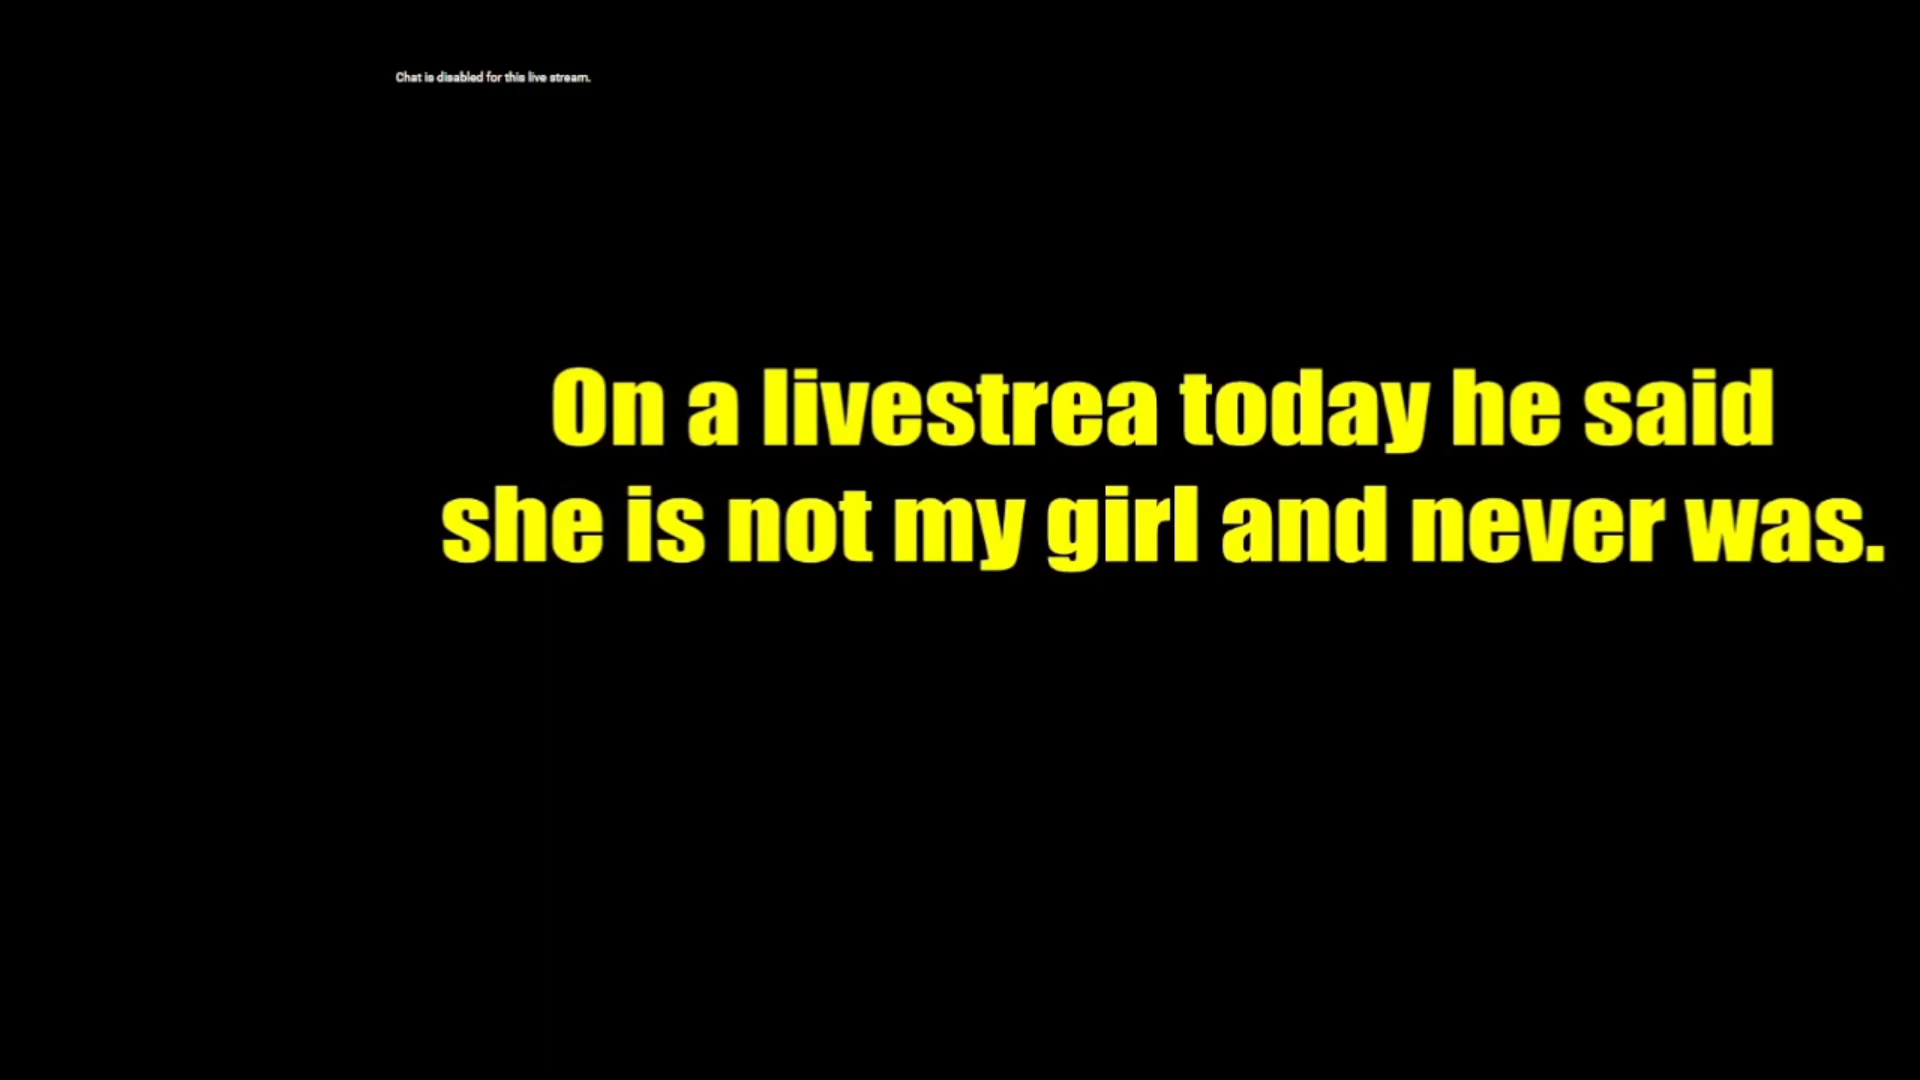 Chat is disabled for this live stream.
On a livestrea today he said
she is not my girl and never was.